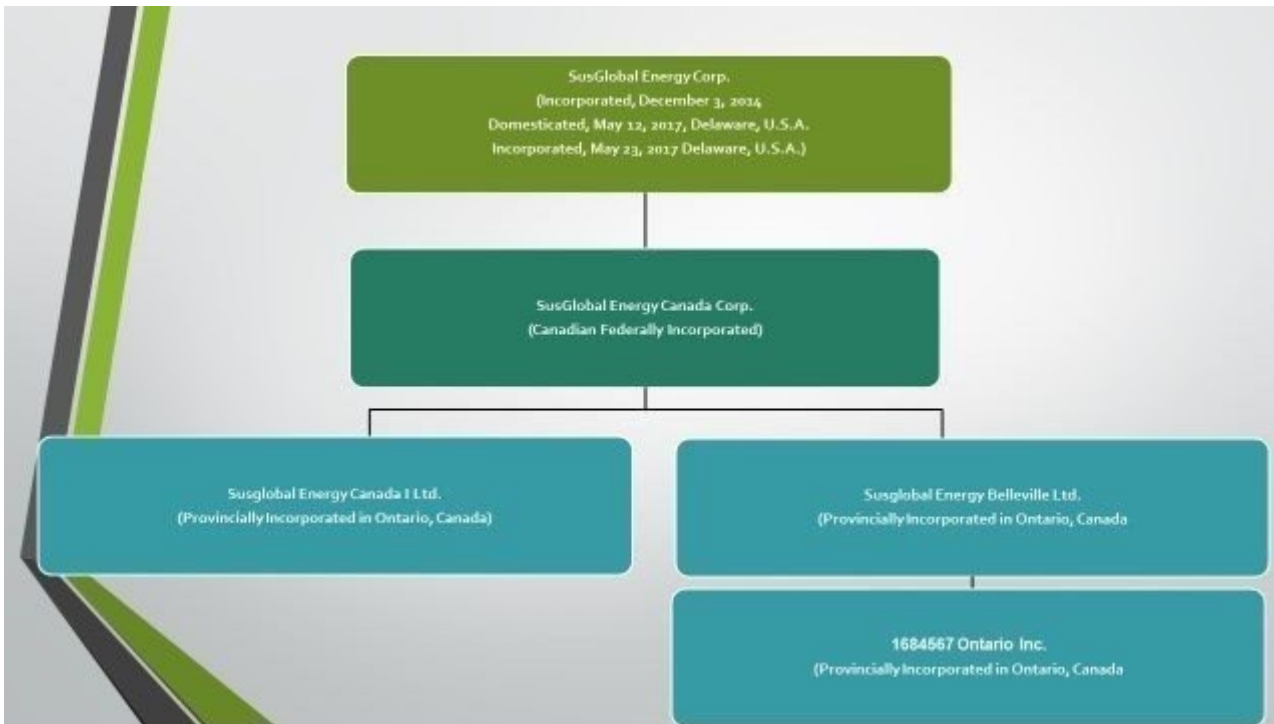 SusGlobal Energy Corp.
(Incorporated, December 3, 2014
Domesticated, May 12, 2017, Delaware, U.S.A.
Incorporated, May 23, 2017 Delaware, U.S.A.)
SusGlobal Energy Canada Corp.
(Canadian Federally Incorporated)
Susglobal Energy Canada I Ltd.
(Provincially Incorporated in Ontario, Canada)
Susglobal Energy Belleville Ltd.
(Provincially Incorporated in Ontario, Canada
1684567 Ontario Inc.
(Provincially Incorporated in Ontario, Canada